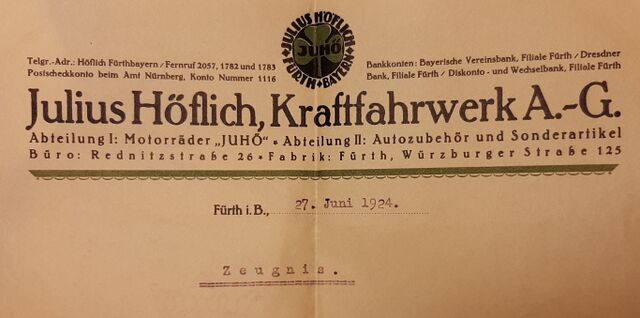 JULIUS HÖFLICH
JUHÖ
FÜRTH BAYERN
Telgr.-Adr.: Höflich Fürthbayern / Fernruf 2057, 1782 und 1783
Postscheckkonto beim Amt Nürnberg, Konto Nummer 1116
Bankkonten: Bayerische Vereinsbank, Filiale Fürth / Dresdner
Bank, Filiale Fürth / Diskonto- und Wechselbank, Filiale Fürth
Julius Höflich, Kraftfahrwerk A.-G.
Abteilung I: Motorräder „JUHÖ" • Abteilung II: Autozubehör und Sonderartikel
Büro: Rednitzstraße 26 • Fabrik: Fürth, Würzburger Straße 125
Fürth i. B., 27. Juni 1924.
Zeugnis.